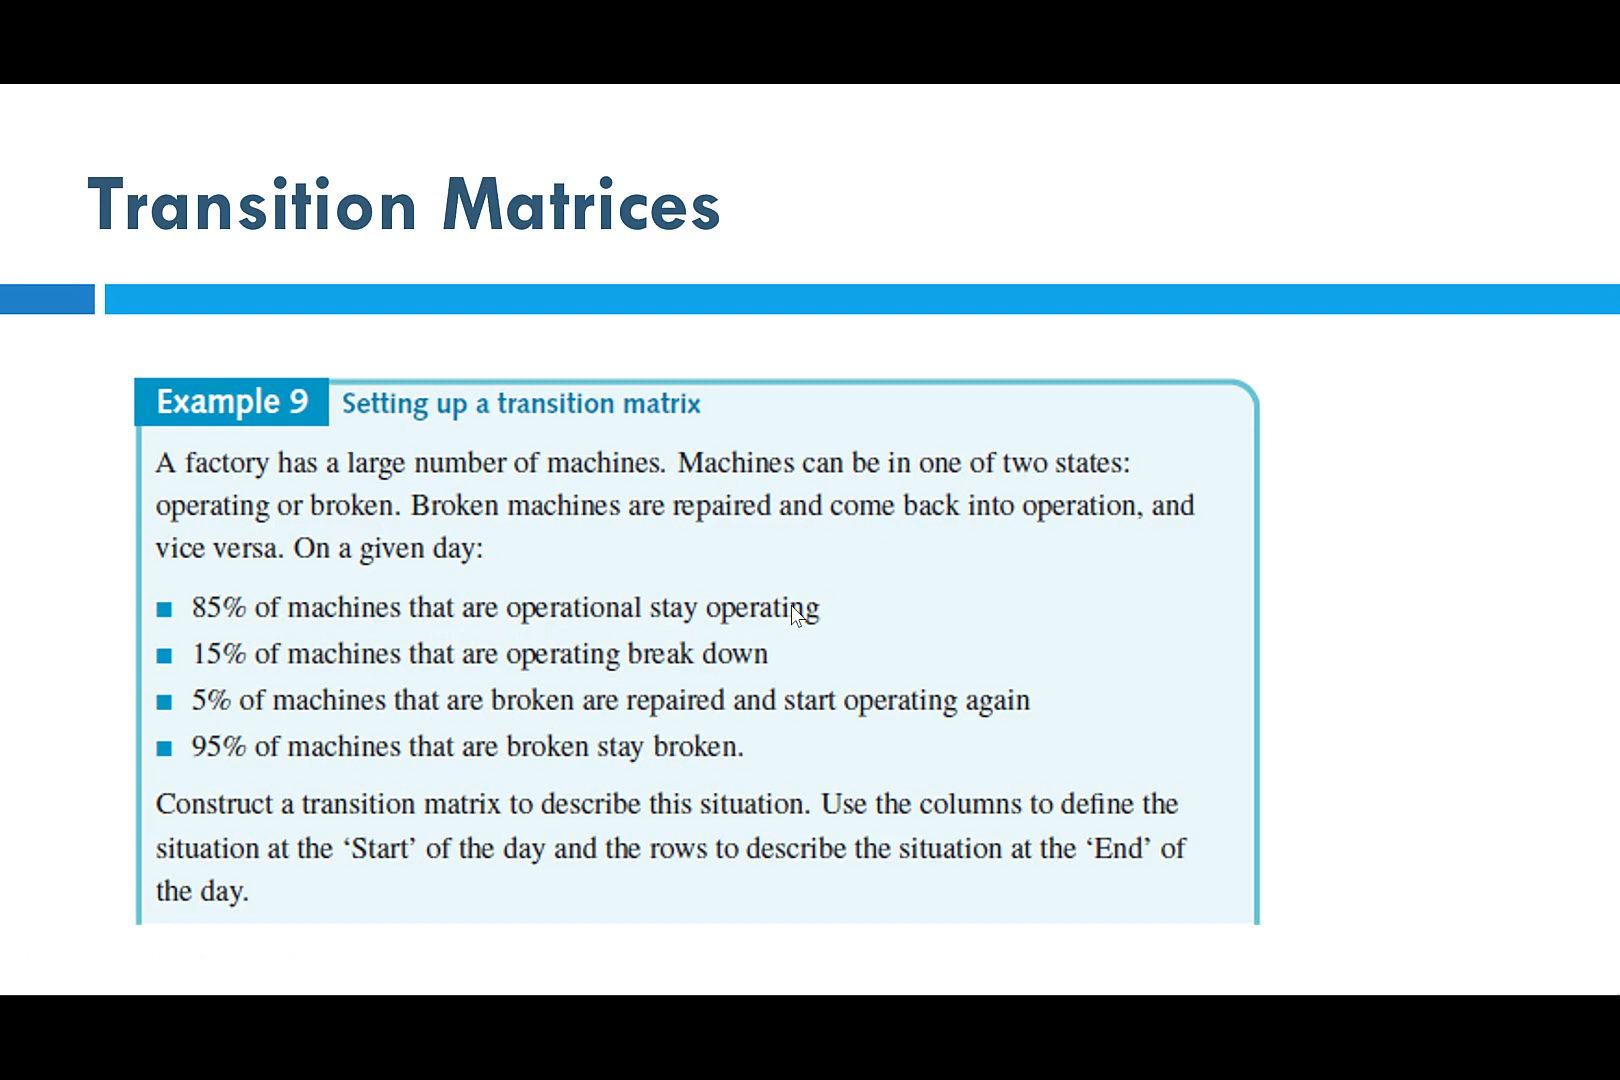 Transition Matrices
Example 9 Setting up a transition matrix
A factory has a large number of machines. Machines can be in one of two states:
operating or broken. Broken machines are repaired and come back into operation, and
vice versa. On a given day:
■ 85% of machines that are operational stay operating
■ 15% of machines that are operating break down
■ 5% of machines that are broken are repaired and start operating again
■ 95% of machines that are broken stay broken.
Construct a transition matrix to describe this situation. Use the columns to define the
situation at the ‘Start’ of the day and the rows to describe the situation at the ‘End’ of
the day.